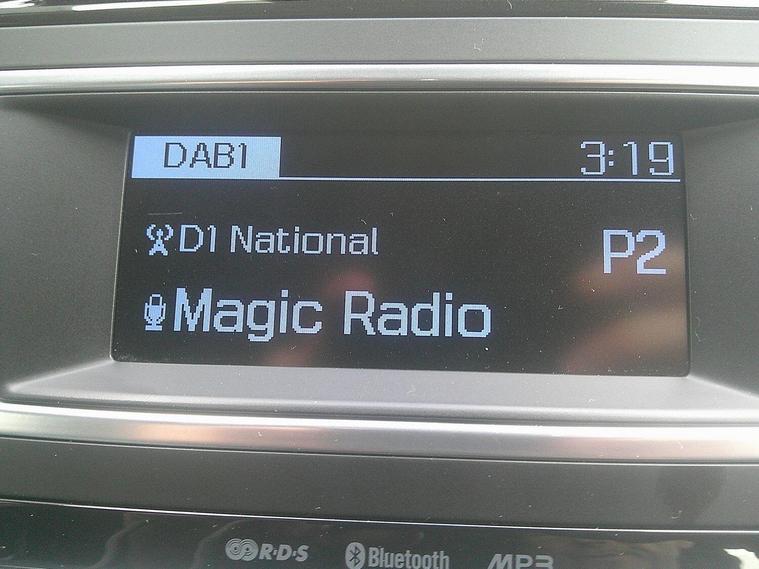 DAB1 3:19
D1 National P2
Magic Radio
R·D·S Bluetooth MP3